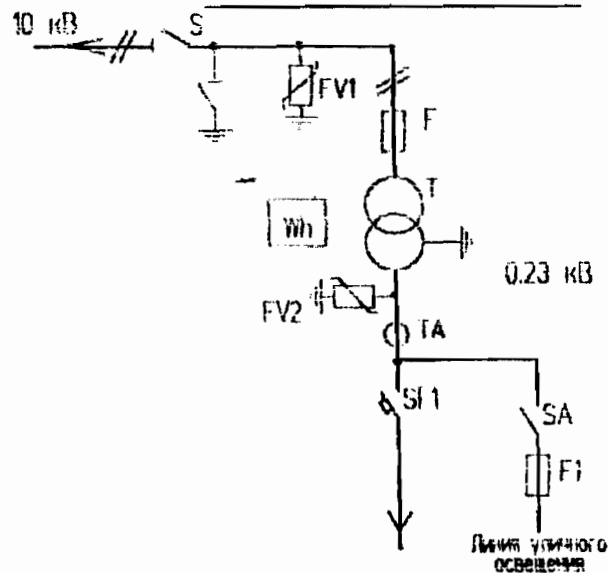 10 кВ
S
FV1
F
T
Wh
0.23 кВ
FV2
TA
SF1
SA
F1
Линия уличного
освещения